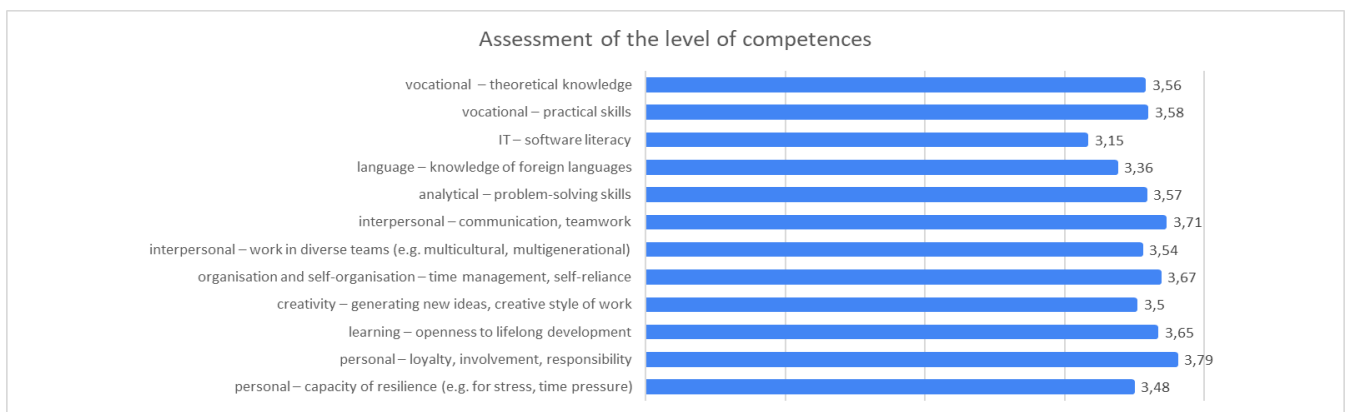 Assessment of the level of competences
vocational – theoretical knowledge 3,56
vocational – practical skills 3,58
IT – software literacy 3,15
language – knowledge of foreign languages 3,36
analytical – problem-solving skills 3,57
interpersonal – communication, teamwork 3,71
interpersonal – work in diverse teams (e.g. multicultural, multigenerational) 3,54
organisation and self-organisation – time management, self-reliance 3,67
creativity – generating new ideas, creative style of work 3,5
learning – openness to lifelong development 3,65
personal – loyalty, involvement, responsibility 3,79
personal – capacity of resilience (e.g. for stress, time pressure) 3,48